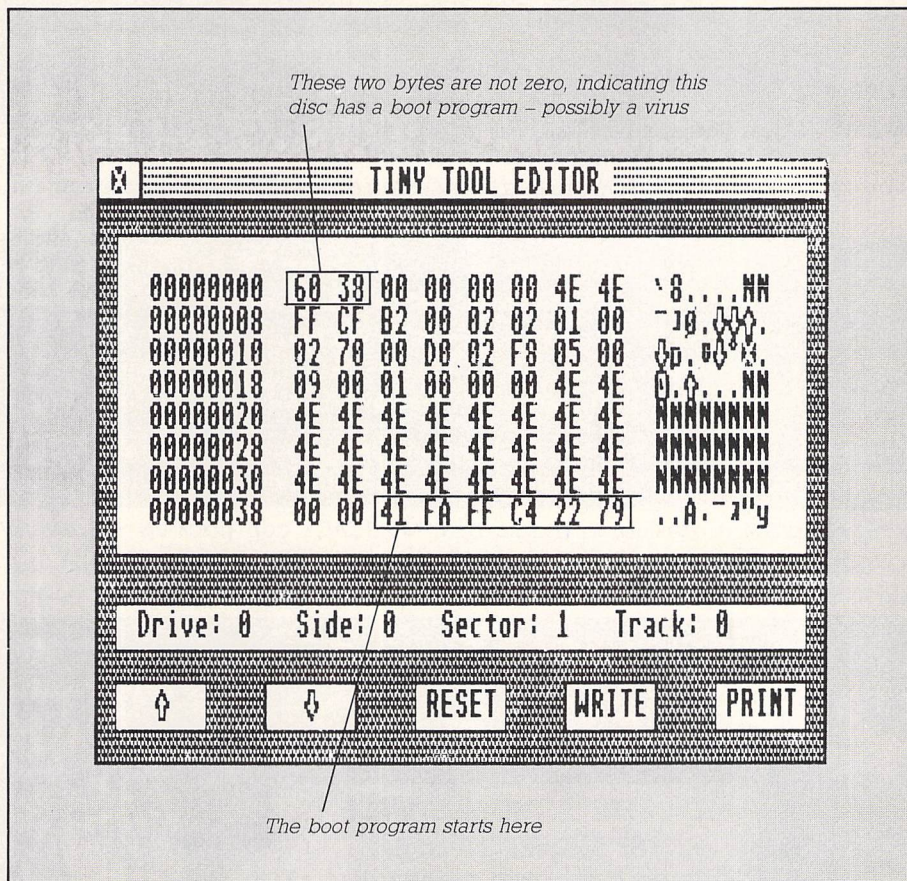 These two bytes are not zero, indicating this
disc has a boot program – possibly a virus
TINY TOOL EDITOR
00000000 60 38 00 00 00 00 4E 4E `8....NN
00000008 FF CF B2 00 02 02 01 00
00000010 02 70 00 D0 02 F8 05 00
00000018 09 00 01 00 00 00 4E 4E
00000020 4E 4E 4E 4E 4E 4E 4E 4E NNNNNNNN
00000028 4E 4E 4E 4E 4E 4E 4E 4E NNNNNNNN
00000030 4E 4E 4E 4E 4E 4E 4E 4E NNNNNNNN
00000038 00 00 41 FA FF C4 22 79
Drive: 0 Side: 0 Sector: 1 Track: 0
⇧ ⇩ RESET WRITE PRINT
The boot program starts here